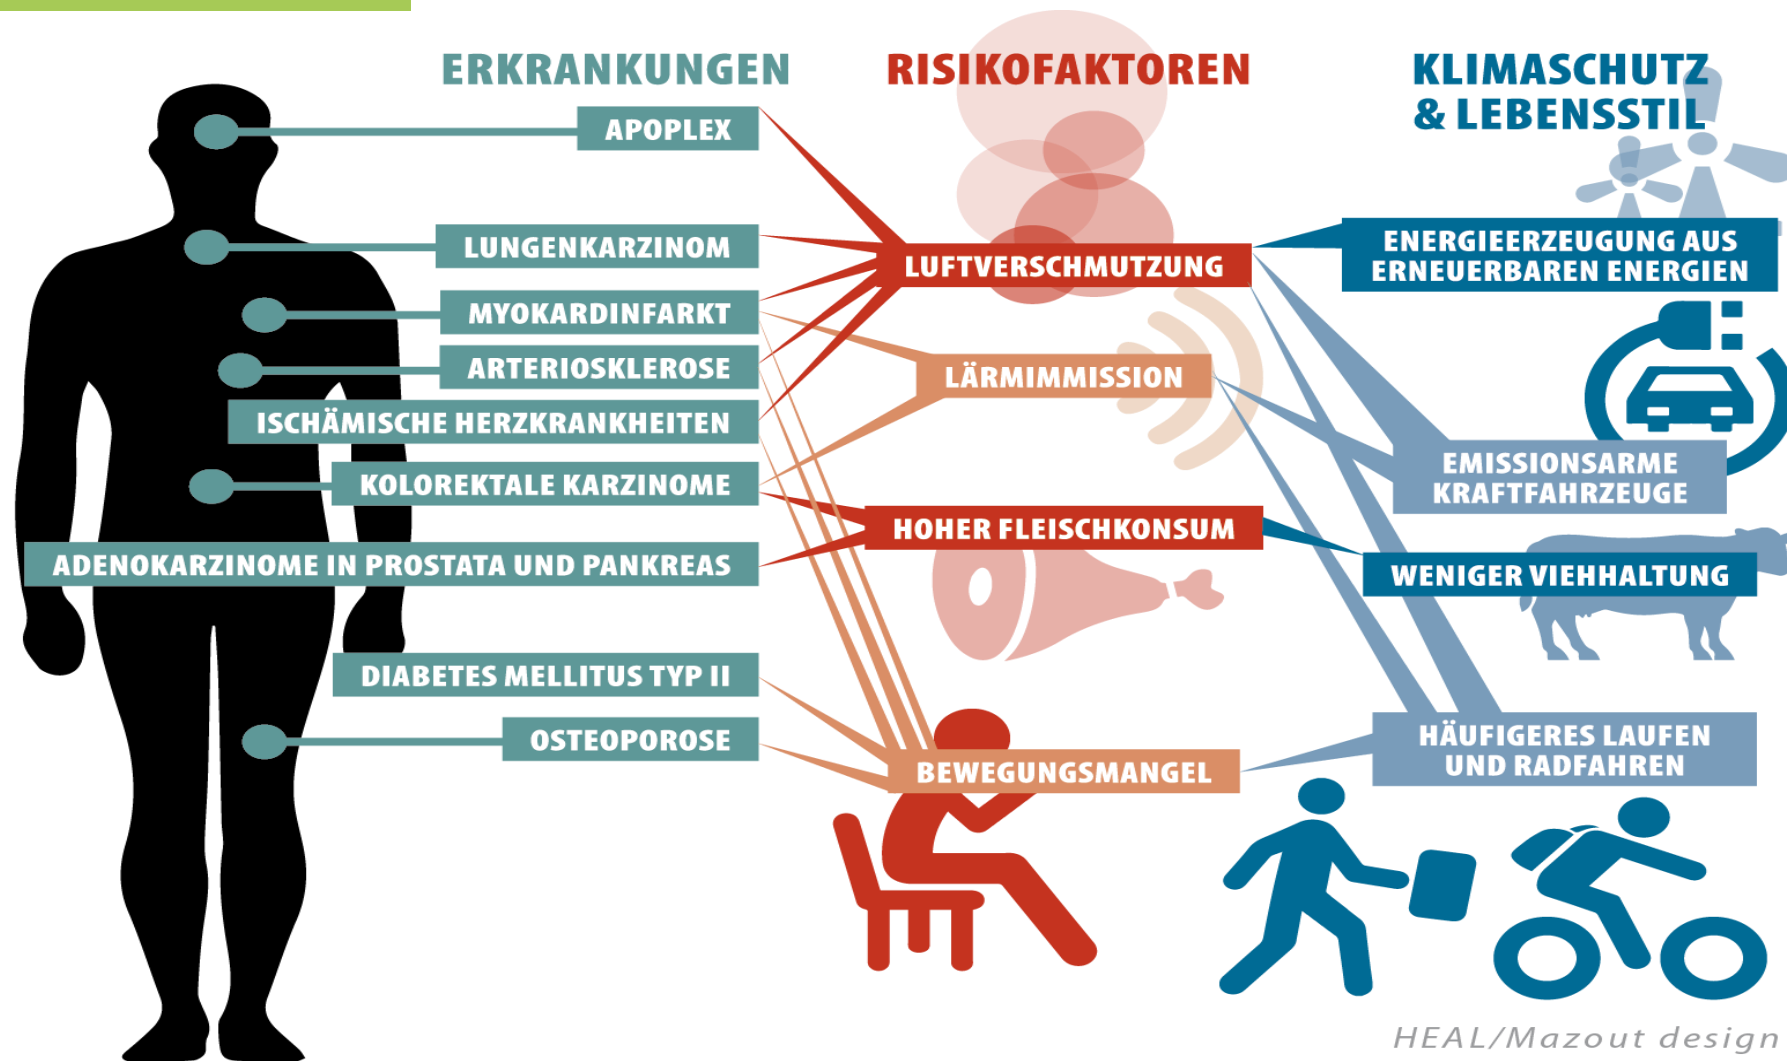 ERKRANKUNGEN
APOPLEX
LUNGENKARZINOM
MYOKARDINFARKT
ARTERIOSKLEROSE
ISCHÄMISCHE HERZKRANKHEITEN
KOLOREKTALE KARZINOME
ADENOKARZINOME IN PROSTATA UND PANKREAS
DIABETES MELLITUS TYP II
OSTEOPOROSE
RISIKOFAKTOREN
LUFTVERSCHMUTZUNG
LÄRMIMMISSION
HOHER FLEISCHKONSUM
BEWEGUNGSMANGEL
KLIMASCHUTZ
& LEBENSSTIL
ENERGIEERZEUGUNG AUS
ERNEUERBAREN ENERGIEN
EMISSIONSARME
KRAFTFAHRZEUGE
WENIGER VIEHHALTUNG
HÄUFIGERES LAUFEN
UND RADFAHREN
HEAL/Mazout design